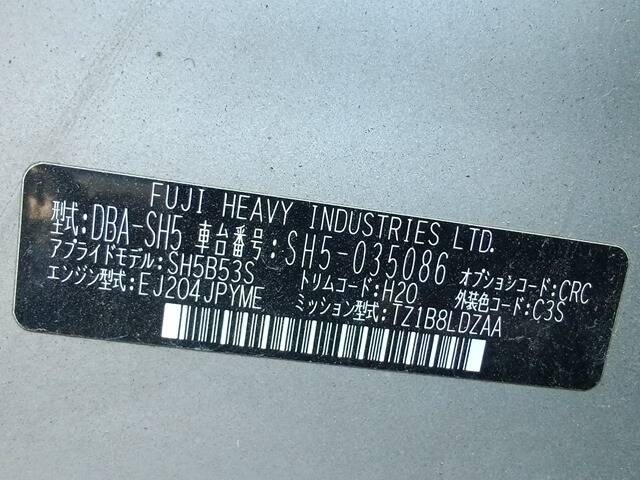 FUJI HEAVY INDUSTRIES LTD.
型式:DBA-SH5 車台番号:SH5-035086 オプションコード:CRC
アプライドモデル:SH5B53S トリムコード:H20 外装色コード:C3S
エンジン型式:EJ204JPYME ミッション型式:TZ1B8LDZAA